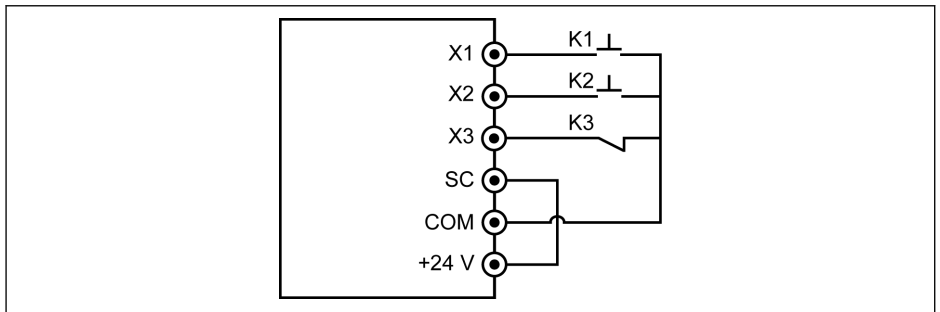 X1 K1
X2 K2
X3 K3
SC
COM
+24 V